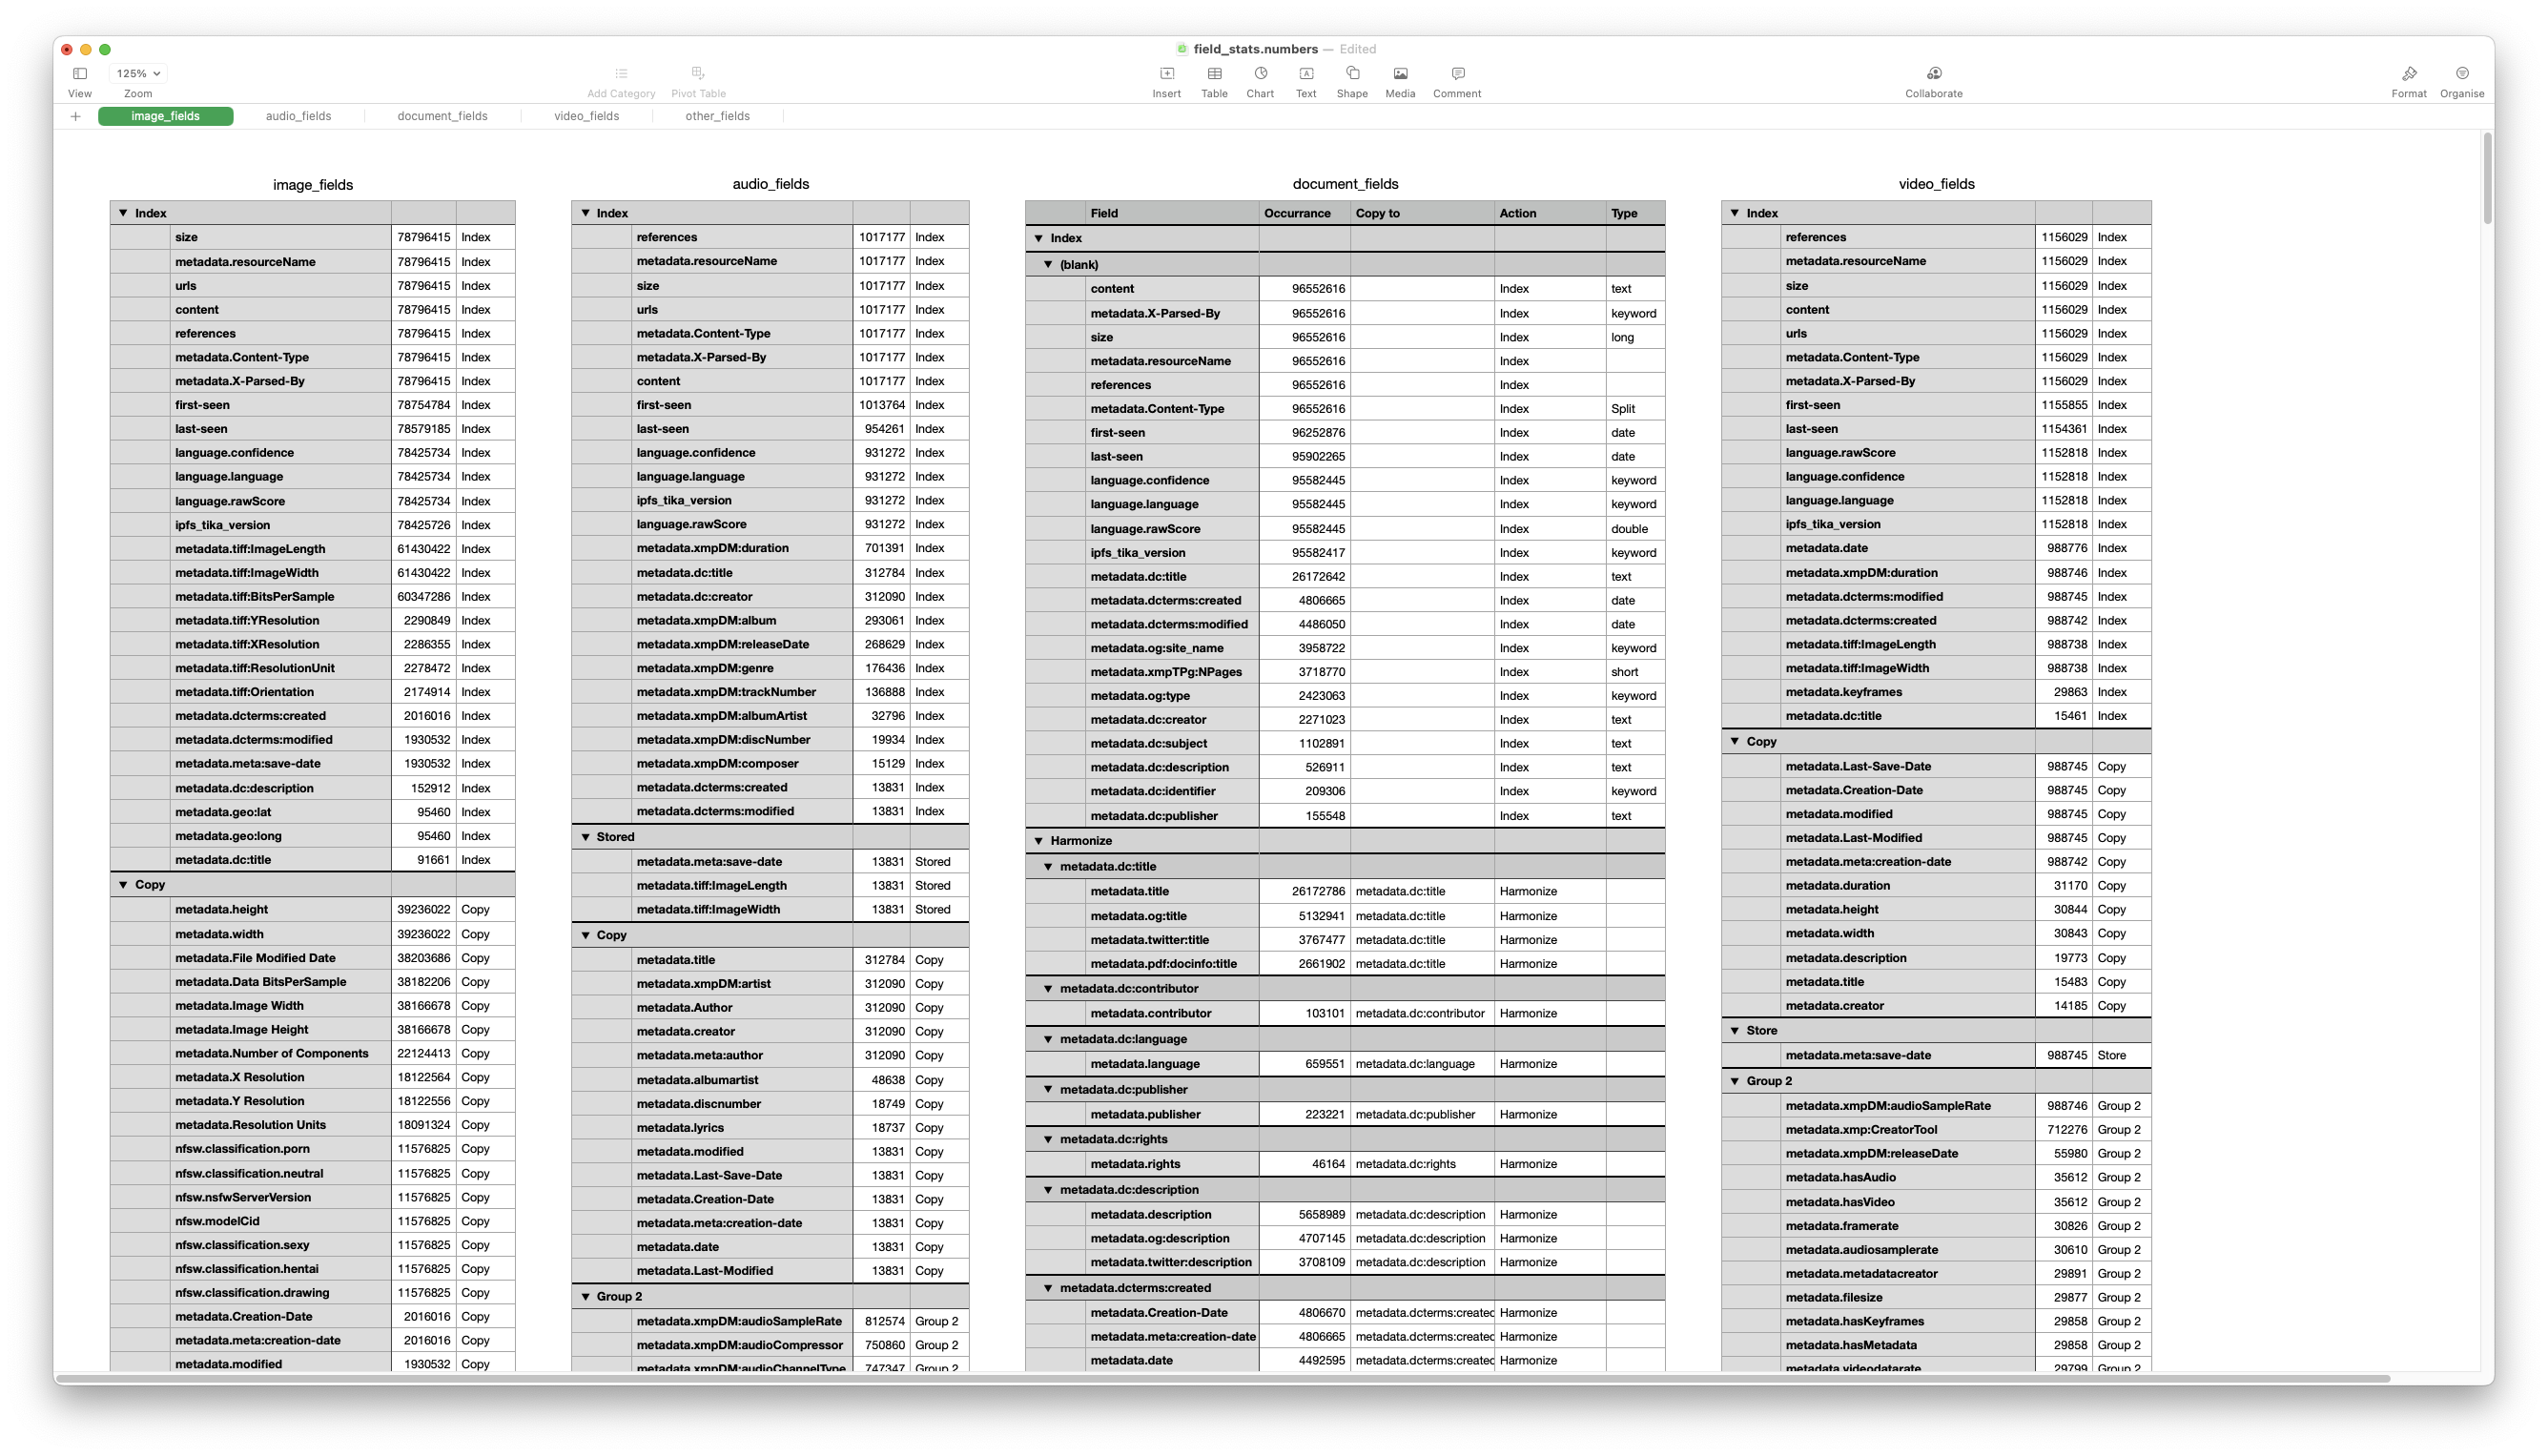 field_stats.numbers — Edited
125%
View Zoom Add Category Pivot Table Insert Table Chart Text Shape Media Comment Collaborate Format Organise
image_fields audio_fields document_fields video_fields other_fields
image_fields
Index
size 78796415 Index
metadata.resourceName 78796415 Index
urls 78796415 Index
content 78796415 Index
references 78796415 Index
metadata.Content-Type 78796415 Index
metadata.X-Parsed-By 78796415 Index
first-seen 78754784 Index
last-seen 78579185 Index
language.confidence 78425734 Index
language.language 78425734 Index
language.rawScore 78425734 Index
ipfs_tika_version 78425726 Index
metadata.tiff:ImageLength 61430422 Index
metadata.tiff:ImageWidth 61430422 Index
metadata.tiff:BitsPerSample 60347286 Index
metadata.tiff:YResolution 2290849 Index
metadata.tiff:XResolution 2286355 Index
metadata.tiff:ResolutionUnit 2278472 Index
metadata.tiff:Orientation 2174914 Index
metadata.dcterms:created 2016016 Index
metadata.dcterms:modified 1930532 Index
metadata.meta:save-date 1930532 Index
metadata.dc:description 152912 Index
metadata.geo:lat 95460 Index
metadata.geo:long 95460 Index
metadata.dc:title 91661 Index
Copy
metadata.height 39236022 Copy
metadata.width 39236022 Copy
metadata.File Modified Date 38203686 Copy
metadata.Data BitsPerSample 38182206 Copy
metadata.Image Width 38166678 Copy
metadata.Image Height 38166678 Copy
metadata.Number of Components 22124413 Copy
metadata.X Resolution 18122564 Copy
metadata.Y Resolution 18122556 Copy
metadata.Resolution Units 18091324 Copy
nfsw.classification.porn 11576825 Copy
nfsw.classification.neutral 11576825 Copy
nfsw.nsfwServerVersion 11576825 Copy
nfsw.modelCid 11576825 Copy
nfsw.classification.sexy 11576825 Copy
nfsw.classification.hentai 11576825 Copy
nfsw.classification.drawing 11576825 Copy
metadata.Creation-Date 2016016 Copy
metadata.meta:creation-date 2016016 Copy
metadata.modified 1930532 Copy
audio_fields
Index
references 1017177 Index
metadata.resourceName 1017177 Index
size 1017177 Index
urls 1017177 Index
metadata.Content-Type 1017177 Index
metadata.X-Parsed-By 1017177 Index
content 1017177 Index
first-seen 1013764 Index
last-seen 954261 Index
language.confidence 931272 Index
language.language 931272 Index
ipfs_tika_version 931272 Index
language.rawScore 931272 Index
metadata.xmpDM:duration 701391 Index
metadata.dc:title 312784 Index
metadata.dc:creator 312090 Index
metadata.xmpDM:album 293061 Index
metadata.xmpDM:releaseDate 268629 Index
metadata.xmpDM:genre 176436 Index
metadata.xmpDM:trackNumber 136888 Index
metadata.xmpDM:albumArtist 32796 Index
metadata.xmpDM:discNumber 19934 Index
metadata.xmpDM:composer 15129 Index
metadata.dcterms:created 13831 Index
metadata.dcterms:modified 13831 Index
Stored
metadata.meta:save-date 13831 Stored
metadata.tiff:ImageLength 13831 Stored
metadata.tiff:ImageWidth 13831 Stored
Copy
metadata.title 312784 Copy
metadata.xmpDM:artist 312090 Copy
metadata.Author 312090 Copy
metadata.creator 312090 Copy
metadata.meta:author 312090 Copy
metadata.albumartist 48638 Copy
metadata.discnumber 18749 Copy
metadata.lyrics 18737 Copy
metadata.modified 13831 Copy
metadata.Last-Save-Date 13831 Copy
metadata.Creation-Date 13831 Copy
metadata.meta:creation-date 13831 Copy
metadata.date 13831 Copy
metadata.Last-Modified 13831 Copy
Group 2
metadata.xmpDM:audioSampleRate 812574 Group 2
metadata.xmpDM:audioCompressor 750860 Group 2
metadata.xmpDM:audioChannelType 747347 Group 2
document_fields
Field Occurrance Copy to Action Type
Index
(blank)
content 96552616 Index text
metadata.X-Parsed-By 96552616 Index keyword
size 96552616 Index long
metadata.resourceName 96552616 Index
references 96552616 Index
metadata.Content-Type 96552616 Index Split
first-seen 96252876 Index date
last-seen 95902265 Index date
language.confidence 95582445 Index keyword
language.language 95582445 Index keyword
language.rawScore 95582445 Index double
ipfs_tika_version 95582417 Index keyword
metadata.dc:title 26172642 Index text
metadata.dcterms:created 4806665 Index date
metadata.dcterms:modified 4486050 Index date
metadata.og:site_name 3958722 Index keyword
metadata.xmpTPg:NPages 3718770 Index short
metadata.og:type 2423063 Index keyword
metadata.dc:creator 2271023 Index text
metadata.dc:subject 1102891 Index text
metadata.dc:description 526911 Index text
metadata.dc:identifier 209306 Index keyword
metadata.dc:publisher 155548 Index text
Harmonize
metadata.dc:title
metadata.title 26172786 metadata.dc:title Harmonize
metadata.og:title 5132941 metadata.dc:title Harmonize
metadata.twitter:title 3767477 metadata.dc:title Harmonize
metadata.pdf:docinfo:title 2661902 metadata.dc:title Harmonize
metadata.dc:contributor
metadata.contributor 103101 metadata.dc:contributor Harmonize
metadata.dc:language
metadata.language 659551 metadata.dc:language Harmonize
metadata.dc:publisher
metadata.publisher 223221 metadata.dc:publisher Harmonize
metadata.dc:rights
metadata.rights 46164 metadata.dc:rights Harmonize
metadata.dc:description
metadata.description 5658989 metadata.dc:description Harmonize
metadata.og:description 4707145 metadata.dc:description Harmonize
metadata.twitter:description 3708109 metadata.dc:description Harmonize
metadata.dcterms:created
metadata.Creation-Date 4806670 metadata.dcterms:created Harmonize
metadata.meta:creation-date 4806665 metadata.dcterms:created Harmonize
metadata.date 4492595 metadata.dcterms:created Harmonize
video_fields
Index
references 1156029 Index
metadata.resourceName 1156029 Index
size 1156029 Index
content 1156029 Index
urls 1156029 Index
metadata.Content-Type 1156029 Index
metadata.X-Parsed-By 1156029 Index
first-seen 1155855 Index
last-seen 1154361 Index
language.rawScore 1152818 Index
language.confidence 1152818 Index
language.language 1152818 Index
ipfs_tika_version 1152818 Index
metadata.date 988776 Index
metadata.xmpDM:duration 988746 Index
metadata.dcterms:modified 988745 Index
metadata.dcterms:created 988742 Index
metadata.tiff:ImageLength 988738 Index
metadata.tiff:ImageWidth 988738 Index
metadata.keyframes 29863 Index
metadata.dc:title 15461 Index
Copy
metadata.Last-Save-Date 988745 Copy
metadata.Creation-Date 988745 Copy
metadata.modified 988745 Copy
metadata.Last-Modified 988745 Copy
metadata.meta:creation-date 988742 Copy
metadata.duration 31170 Copy
metadata.height 30844 Copy
metadata.width 30843 Copy
metadata.description 19773 Copy
metadata.title 15483 Copy
metadata.creator 14185 Copy
Store
metadata.meta:save-date 988745 Store
Group 2
metadata.xmpDM:audioSampleRate 988746 Group 2
metadata.xmp:CreatorTool 712276 Group 2
metadata.xmpDM:releaseDate 55980 Group 2
metadata.hasAudio 35612 Group 2
metadata.hasVideo 35612 Group 2
metadata.framerate 30826 Group 2
metadata.audiosamplerate 30610 Group 2
metadata.metadatacreator 29891 Group 2
metadata.filesize 29877 Group 2
metadata.hasKeyframes 29858 Group 2
metadata.hasMetadata 29858 Group 2
metadata.videodatarate 29799 Group 2